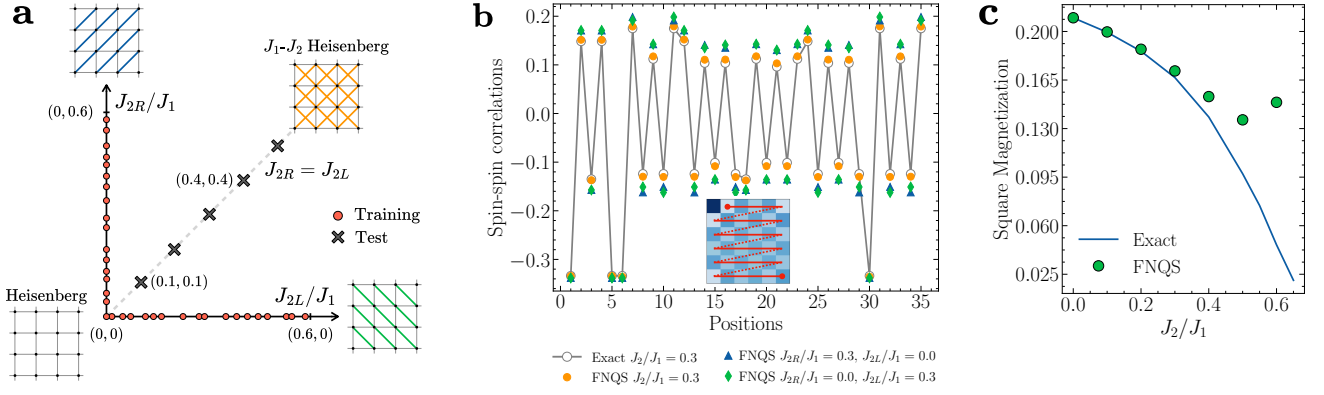 a
J₁-J₂ Heisenberg
(0, 0.6)
J₂R/J₁
(0.4, 0.4)
J₂R = J₂L
Training
Test
(0.1, 0.1)
Heisenberg
J₂L/J₁
(0, 0)
(0.6, 0)
b
0.2
0.1
0.0
−0.1
−0.2
−0.3
Spin-spin correlations
0
5
10
15
20
25
30
35
Positions
Exact J₂/J₁ = 0.3
FNQS J₂/J₁ = 0.3
FNQS J₂R/J₁ = 0.3, J₂L/J₁ = 0.0
FNQS J₂R/J₁ = 0.0, J₂L/J₁ = 0.3
c
0.200
0.165
0.130
0.095
0.060
0.025
Square Magnetization
Exact
FNQS
0.0
0.2
0.4
0.6
J₂/J₁